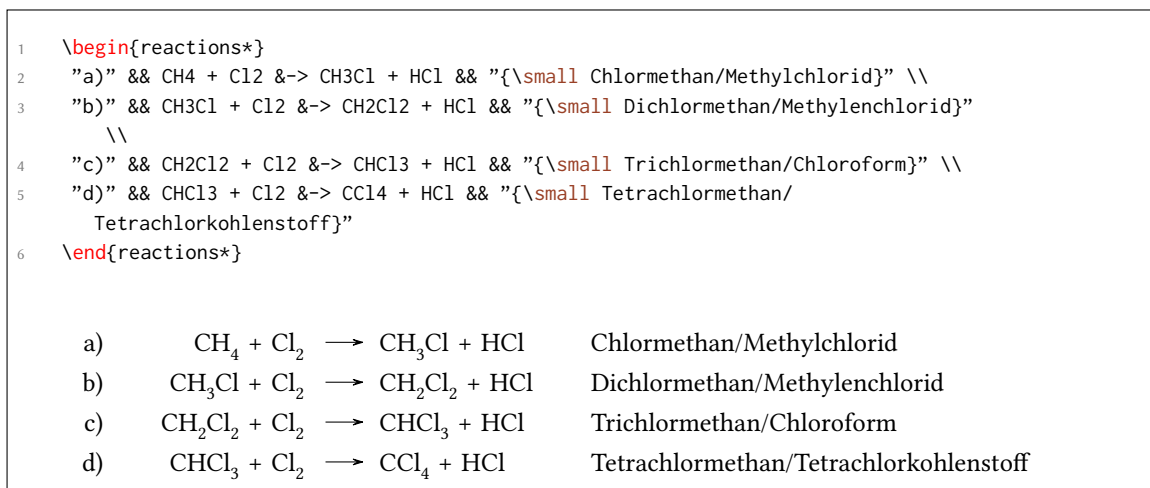 1 \begin{reactions*}
2 "a)" && CH4 + Cl2 &-> CH3Cl + HCl && "{\small Chlormethan/Methylchlorid}" \\
3 "b)" && CH3Cl + Cl2 &-> CH2Cl2 + HCl && "{\small Dichlormethan/Methylenchlorid}"
\\
4 "c)" && CH2Cl2 + Cl2 &-> CHCl3 + HCl && "{\small Trichlormethan/Chloroform}" \\
5 "d)" && CHCl3 + Cl2 &-> CCl4 + HCl && "{\small Tetrachlormethan/
Tetrachlorkohlenstoff}"
6 \end{reactions*}
a) CH₄ + Cl₂ ⟶ CH₃Cl + HCl Chlormethan/Methylchlorid
b) CH₃Cl + Cl₂ ⟶ CH₂Cl₂ + HCl Dichlormethan/Methylenchlorid
c) CH₂Cl₂ + Cl₂ ⟶ CHCl₃ + HCl Trichlormethan/Chloroform
d) CHCl₃ + Cl₂ ⟶ CCl₄ + HCl Tetrachlormethan/Tetrachlorkohlenstoff